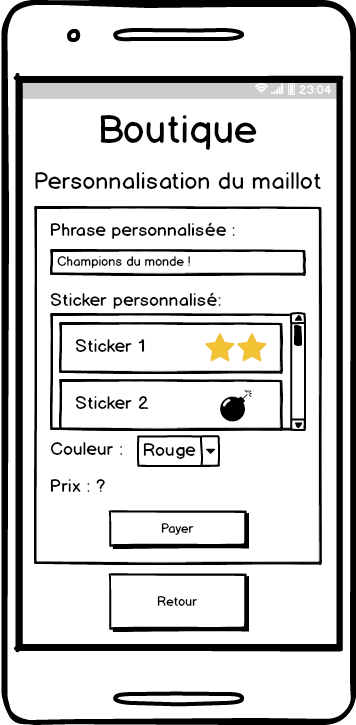 23:04
Boutique
Personnalisation du maillot
Phrase personnalisée :
Champions du monde !
Sticker personnalisé:
Sticker 1
Sticker 2
Couleur : Rouge
Prix : ?
Payer
Retour